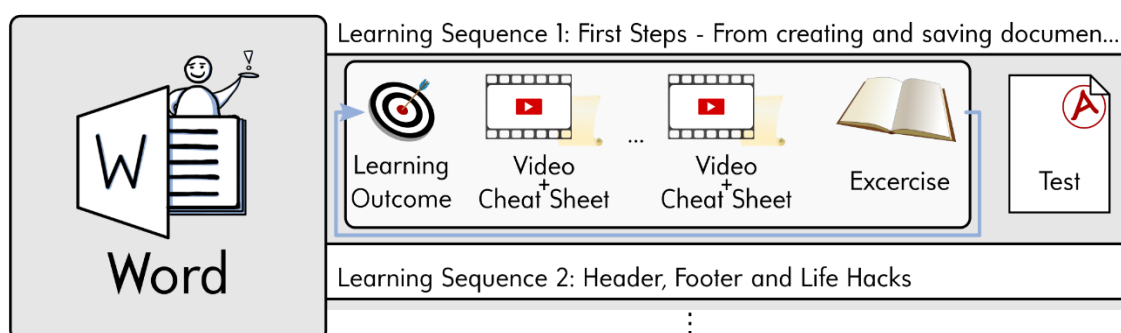 Learning Sequence 1: First Steps - From creating and saving documen...
W
Word
Learning
Outcome
Video
+
Cheat Sheet
...
Video
+
Cheat Sheet
Excercise
A
Test
Learning Sequence 2: Header, Footer and Life Hacks